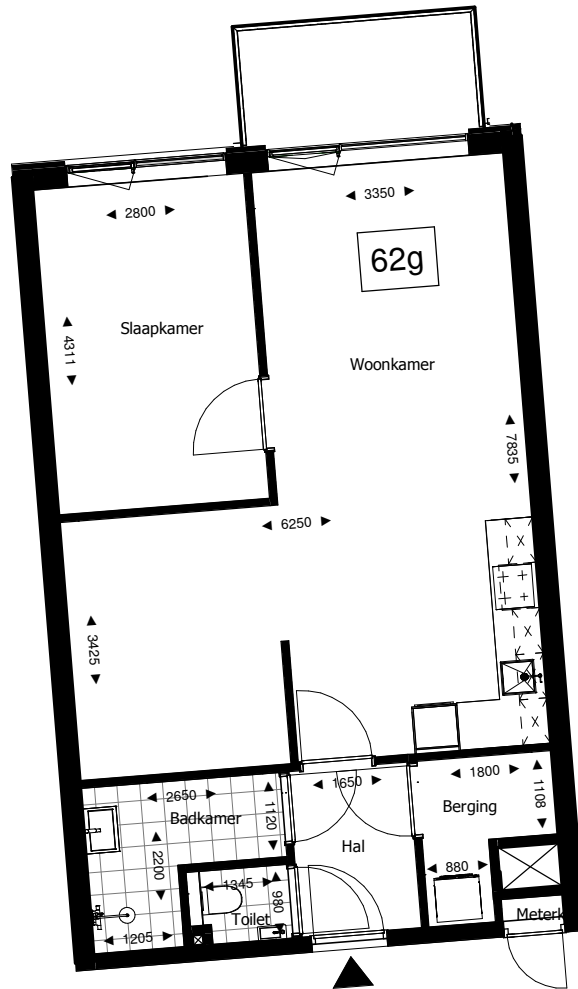 2800
3350
62g
Slaapkamer
4311
Woonkamer
7835
6250
3425
2650
1650
1800
1108
Badkamer
1120
Berging
Hal
2200
880
1345
980
Toilet
1205
Meterk